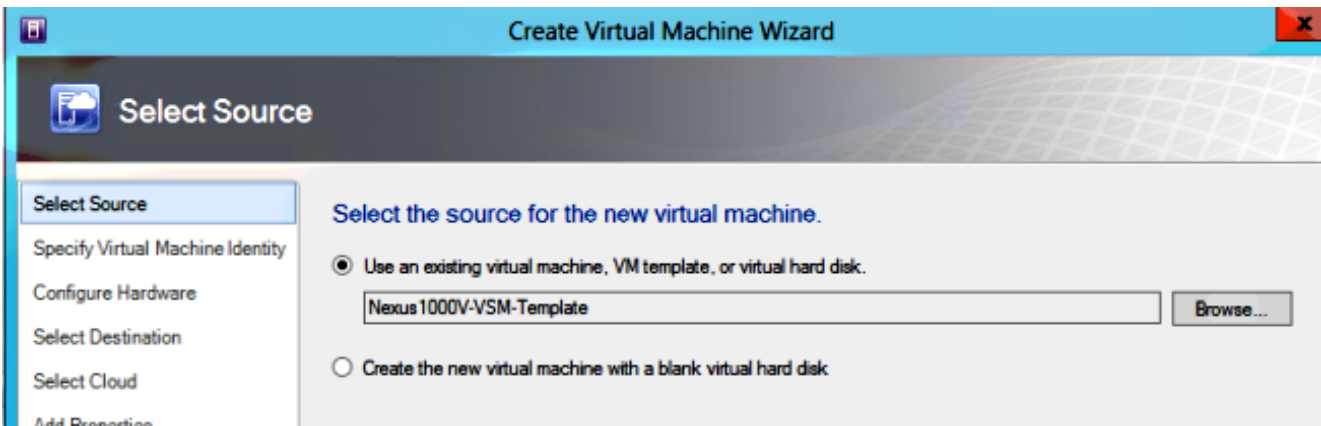 Create Virtual Machine Wizard
x
Select Source
Select Source
Specify Virtual Machine Identity
Configure Hardware
Select Destination
Select Cloud
Add Properties
Select the source for the new virtual machine.
Use an existing virtual machine, VM template, or virtual hard disk.
Nexus1000V-VSM-Template
Browse...
Create the new virtual machine with a blank virtual hard disk